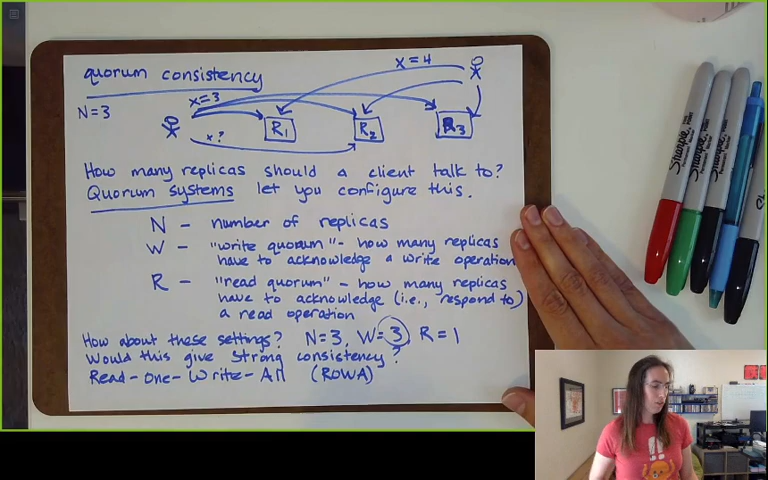 quorum consistency
x=4
N=3
x=3
x?
R1
R2
R3
How many replicas should a client talk to?
Quorum systems let you configure this.
N - number of replicas
W - "write quorum" - how many replicas
have to acknowledge a write operation
R - "read quorum" - how many replicas
have to acknowledge (i.e., respond to)
a read operation
How about these settings? N=3, W=3, R=1
Would this give strong consistency?
Read-One-Write-All (ROWA)
Sharpie
Sharpie
Sharpie